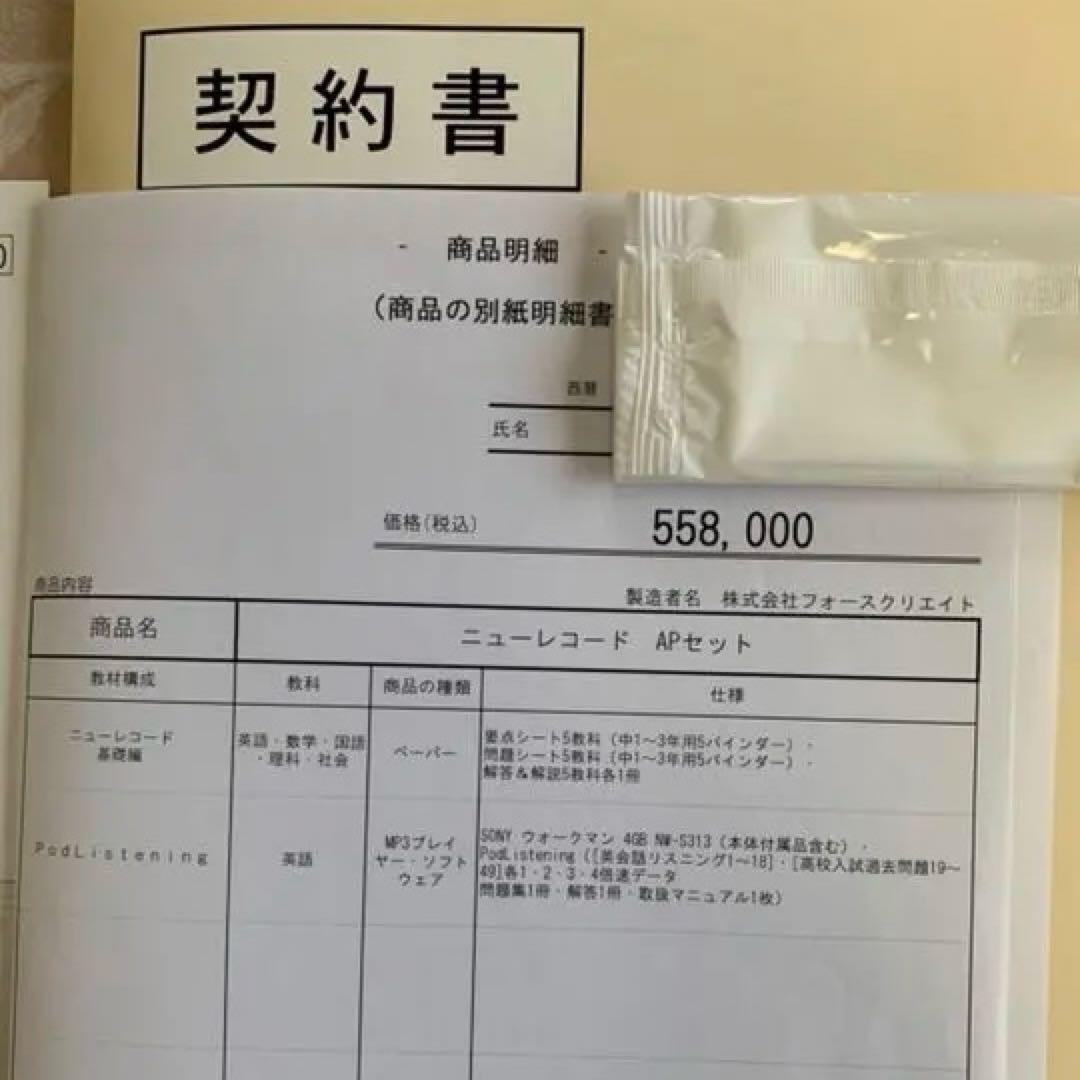 契約書
- 商品明細 -
(商品の別紙明細書
西暦
氏名
価格(税込) 558,000
商品内容
製造者名 株式会社フォースクリエイト
商品名 ニューレコード APセット
教材構成 教科 商品の種類 仕様
ニューレコード
基礎編
英語・数学・国語
・理科・社会
ペーパー
要点シート5教科(中1～3年用5バインダー)・
問題シート5教科(中1～3年用5バインダー)・
解答&解説5教科各1冊
PodListening
英語
MP3プレイ
ヤー・ソフト
ウェア
SONY ウォークマン 4GB NW-S313(本体付属品含む)・
PodListening([英会話リスニング1～18]・[高校入試過去問題19～
49]各1・2・3・4倍速データ
問題集1冊・解答1冊・取扱マニュアル1枚)